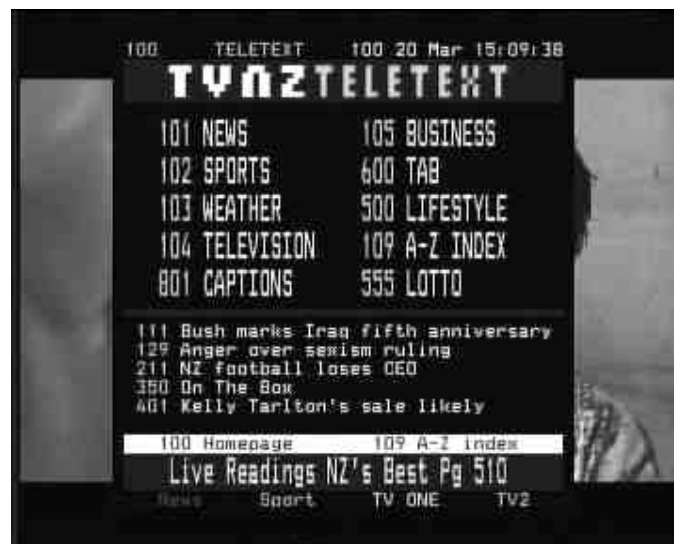 100 TELETEXT 100 20 Mar 15:09:38
TVNZTELETEXT
101 NEWS 105 BUSINESS
102 SPORTS 600 TAB
103 WEATHER 500 LIFESTYLE
104 TELEVISION 109 A-Z INDEX
801 CAPTIONS 555 LOTTO
111 Bush marks Iraq fifth anniversary
129 Anger over sexism ruling
211 NZ football loses CEO
350 On The Box
401 Kelly Tarlton's sale likely
100 Homepage 109 A-Z index
Live Readings NZ's Best Pg 510
News Sport TV ONE TV2